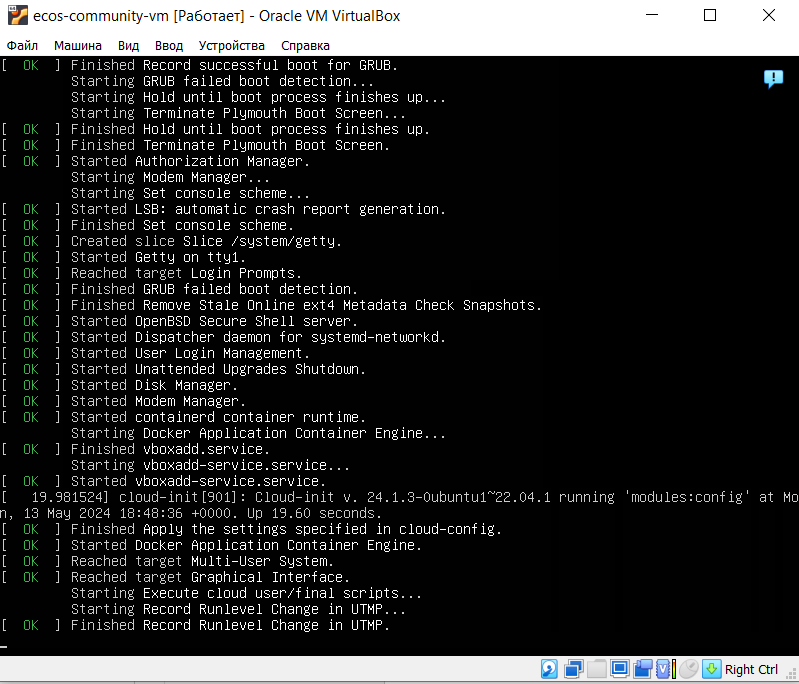 ecos-community-vm [Работает] - Oracle VM VirtualBox
Файл Машина Вид Ввод Устройства Справка
[  OK  ] Finished Record successful boot for GRUB.
Starting GRUB failed boot detection...
Starting Hold until boot process finishes up...
Starting Terminate Plymouth Boot Screen...
[  OK  ] Finished Hold until boot process finishes up.
[  OK  ] Finished Terminate Plymouth Boot Screen.
[  OK  ] Started Authorization Manager.
Starting Modem Manager...
Starting Set console scheme...
[  OK  ] Started LSB: automatic crash report generation.
[  OK  ] Finished Set console scheme.
[  OK  ] Created slice Slice /system/getty.
[  OK  ] Started Getty on tty1.
[  OK  ] Reached target Login Prompts.
[  OK  ] Finished GRUB failed boot detection.
[  OK  ] Finished Remove Stale Online ext4 Metadata Check Snapshots.
[  OK  ] Started OpenBSD Secure Shell server.
[  OK  ] Started Dispatcher daemon for systemd-networkd.
[  OK  ] Started User Login Management.
[  OK  ] Started Unattended Upgrades Shutdown.
[  OK  ] Started Disk Manager.
[  OK  ] Started Modem Manager.
[  OK  ] Started containerd container runtime.
Starting Docker Application Container Engine...
[  OK  ] Finished vboxadd.service.
Starting vboxadd-service.service...
[  OK  ] Started vboxadd-service.service.
[   19.981524] cloud-init[901]: Cloud-init v. 24.1.3-0ubuntu1~22.04.1 running 'modules:config' at Mo
n, 13 May 2024 18:48:36 +0000. Up 19.60 seconds.
[  OK  ] Finished Apply the settings specified in cloud-config.
[  OK  ] Started Docker Application Container Engine.
[  OK  ] Reached target Multi-User System.
[  OK  ] Reached target Graphical Interface.
Starting Execute cloud user/final scripts...
Starting Record Runlevel Change in UTMP...
[  OK  ] Finished Record Runlevel Change in UTMP.
Right Ctrl